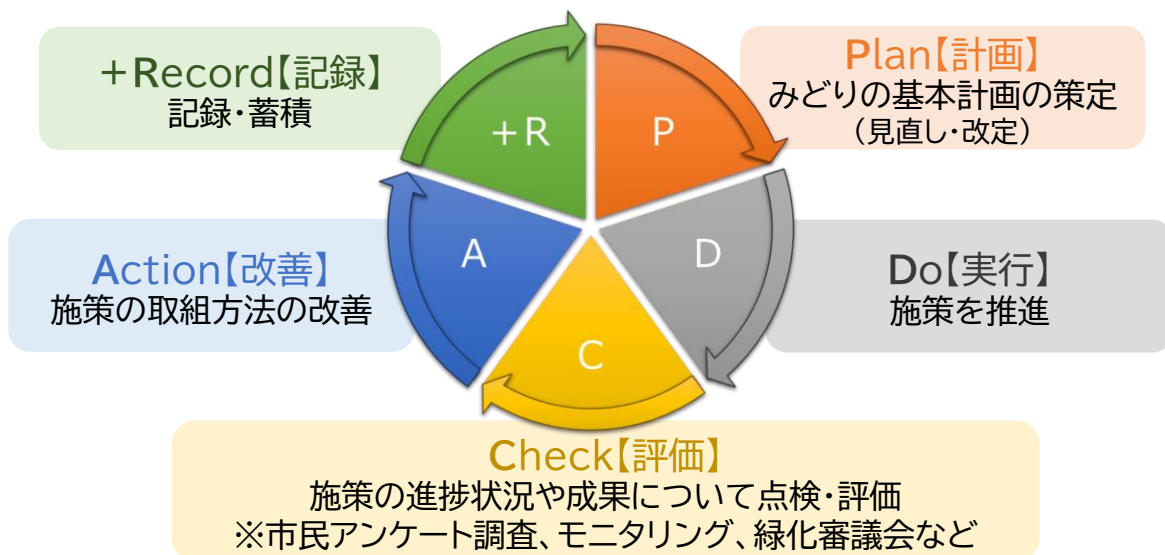 +Record【記録】
記録・蓄積
Plan【計画】
みどりの基本計画の策定
（見直し・改定）
+R
P
Action【改善】
施策の取組方法の改善
A
D
Do【実行】
施策を推進
C
Check【評価】
施策の進捗状況や成果について点検・評価
※市民アンケート調査、モニタリング、緑化審議会など